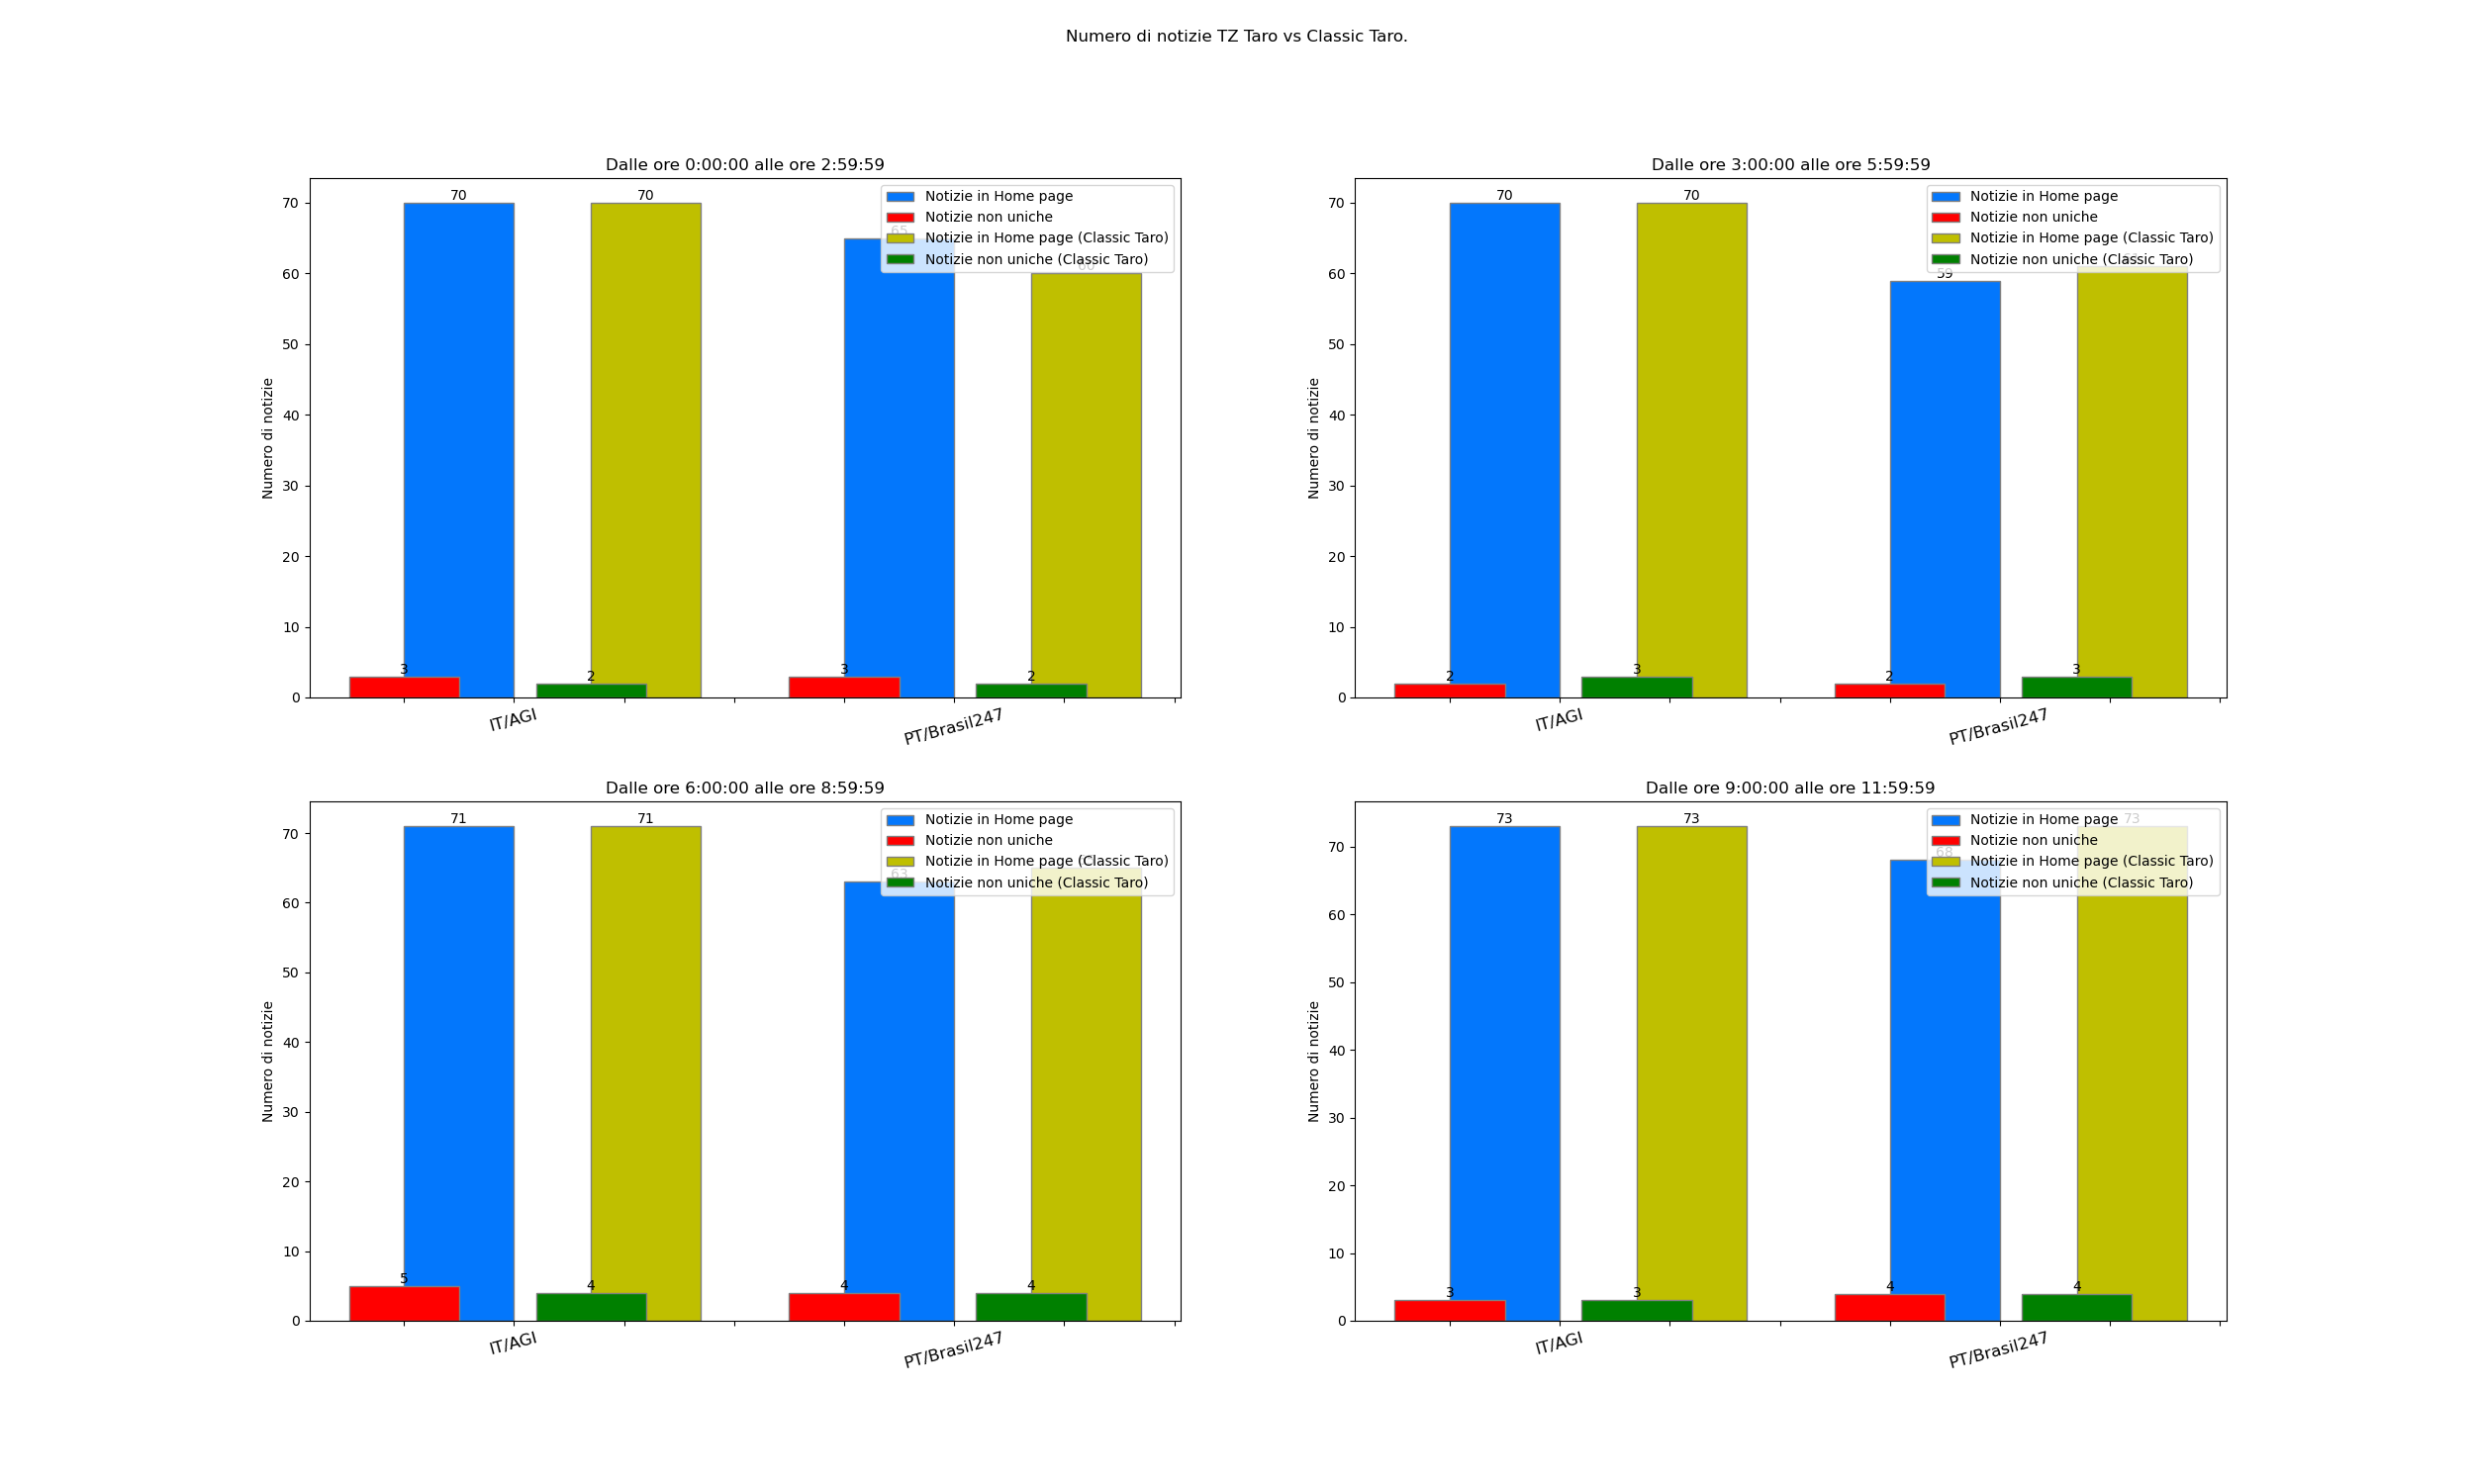 Numero di notizie TZ Taro vs Classic Taro.
Dalle ore 0:00:00 alle ore 2:59:59
Numero di notizie
70
60
50
40
30
20
10
0
70
70
65
60
3
2
3
2
Notizie in Home page
Notizie non uniche
Notizie in Home page (Classic Taro)
Notizie non uniche (Classic Taro)
IT/AGI
PT/Brasil247
Dalle ore 3:00:00 alle ore 5:59:59
Numero di notizie
70
60
50
40
30
20
10
0
70
70
59
2
3
2
3
Notizie in Home page
Notizie non uniche
Notizie in Home page (Classic Taro)
Notizie non uniche (Classic Taro)
IT/AGI
PT/Brasil247
Dalle ore 6:00:00 alle ore 8:59:59
Numero di notizie
70
60
50
40
30
20
10
0
71
71
63
5
4
4
4
Notizie in Home page
Notizie non uniche
Notizie in Home page (Classic Taro)
Notizie non uniche (Classic Taro)
IT/AGI
PT/Brasil247
Dalle ore 9:00:00 alle ore 11:59:59
Numero di notizie
70
60
50
40
30
20
10
0
73
73
68
73
3
3
4
4
Notizie in Home page
Notizie non uniche
Notizie in Home page (Classic Taro)
Notizie non uniche (Classic Taro)
IT/AGI
PT/Brasil247